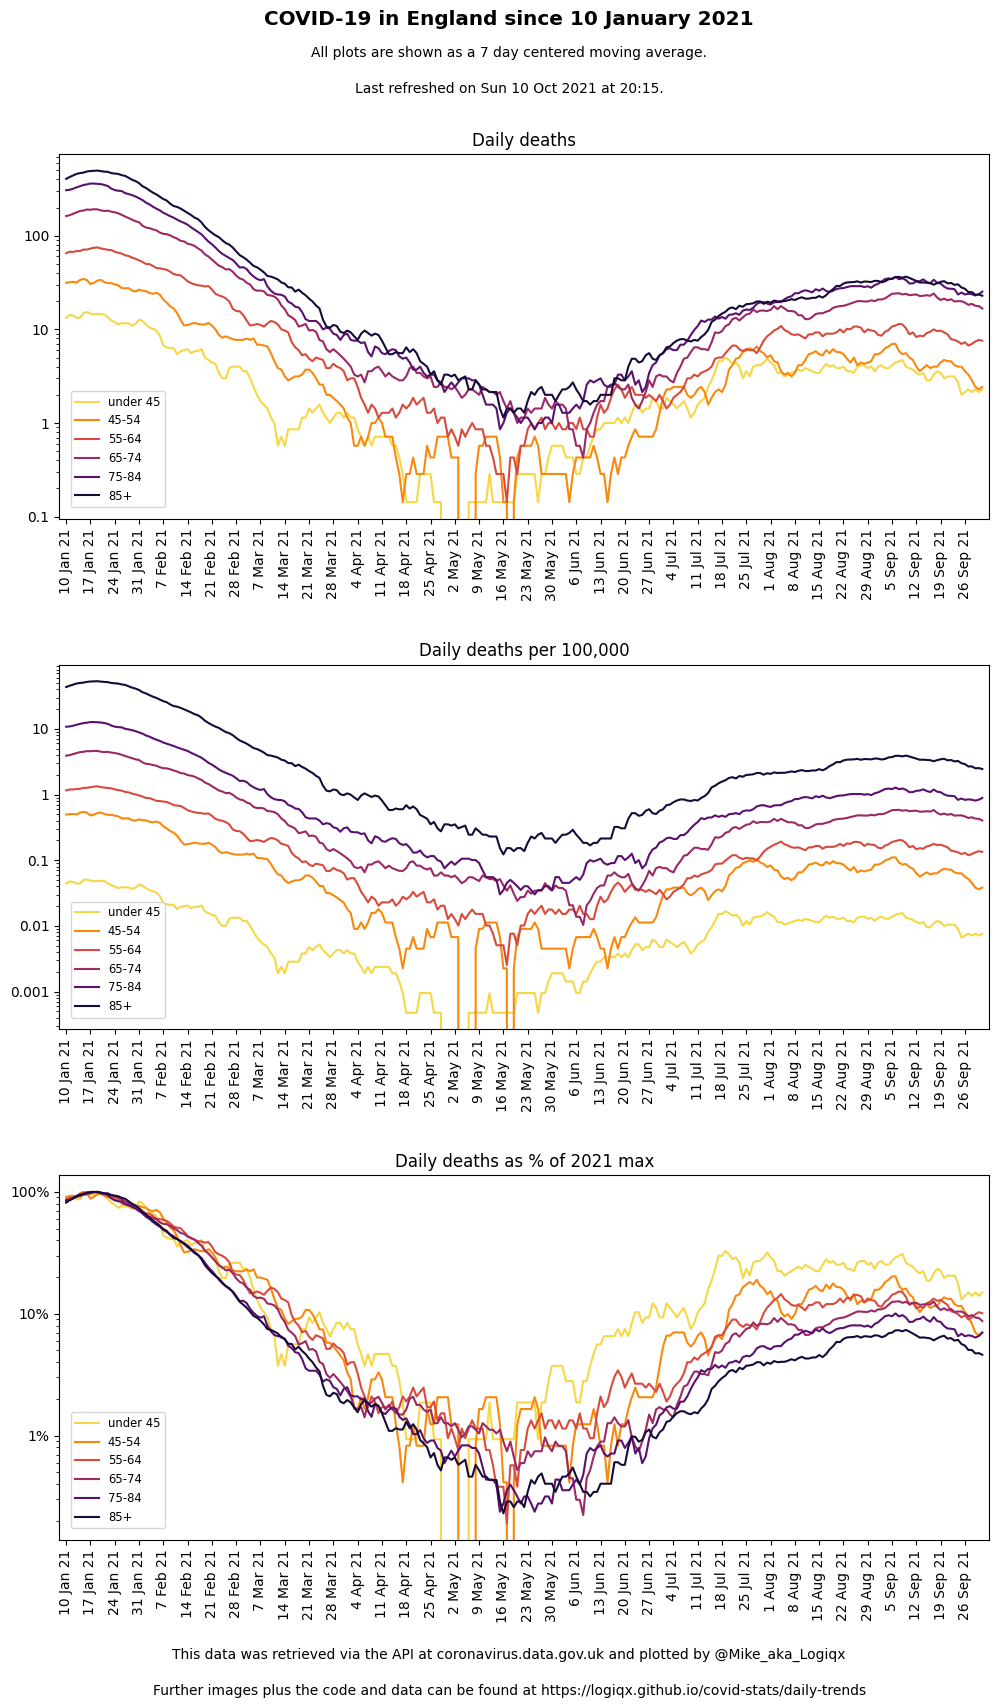 COVID-19 in England since 10 January 2021
All plots are shown as a 7 day centered moving average.
Last refreshed on Sun 10 Oct 2021 at 20:15.
Daily deaths
100
10
1
0.1
under 45
45-54
55-64
65-74
75-84
85+
10 Jan 21
17 Jan 21
24 Jan 21
31 Jan 21
7 Feb 21
14 Feb 21
21 Feb 21
28 Feb 21
7 Mar 21
14 Mar 21
21 Mar 21
28 Mar 21
4 Apr 21
11 Apr 21
18 Apr 21
25 Apr 21
2 May 21
9 May 21
16 May 21
23 May 21
30 May 21
6 Jun 21
13 Jun 21
20 Jun 21
27 Jun 21
4 Jul 21
11 Jul 21
18 Jul 21
25 Jul 21
1 Aug 21
8 Aug 21
15 Aug 21
22 Aug 21
29 Aug 21
5 Sep 21
12 Sep 21
19 Sep 21
26 Sep 21
Daily deaths per 100,000
10
1
0.1
0.01
0.001
under 45
45-54
55-64
65-74
75-84
85+
10 Jan 21
17 Jan 21
24 Jan 21
31 Jan 21
7 Feb 21
14 Feb 21
21 Feb 21
28 Feb 21
7 Mar 21
14 Mar 21
21 Mar 21
28 Mar 21
4 Apr 21
11 Apr 21
18 Apr 21
25 Apr 21
2 May 21
9 May 21
16 May 21
23 May 21
30 May 21
6 Jun 21
13 Jun 21
20 Jun 21
27 Jun 21
4 Jul 21
11 Jul 21
18 Jul 21
25 Jul 21
1 Aug 21
8 Aug 21
15 Aug 21
22 Aug 21
29 Aug 21
5 Sep 21
12 Sep 21
19 Sep 21
26 Sep 21
Daily deaths as % of 2021 max
100%
10%
1%
under 45
45-54
55-64
65-74
75-84
85+
10 Jan 21
17 Jan 21
24 Jan 21
31 Jan 21
7 Feb 21
14 Feb 21
21 Feb 21
28 Feb 21
7 Mar 21
14 Mar 21
21 Mar 21
28 Mar 21
4 Apr 21
11 Apr 21
18 Apr 21
25 Apr 21
2 May 21
9 May 21
16 May 21
23 May 21
30 May 21
6 Jun 21
13 Jun 21
20 Jun 21
27 Jun 21
4 Jul 21
11 Jul 21
18 Jul 21
25 Jul 21
1 Aug 21
8 Aug 21
15 Aug 21
22 Aug 21
29 Aug 21
5 Sep 21
12 Sep 21
19 Sep 21
26 Sep 21
This data was retrieved via the API at coronavirus.data.gov.uk and plotted by @Mike_aka_Logiqx
Further images plus the code and data can be found at https://logiqx.github.io/covid-stats/daily-trends